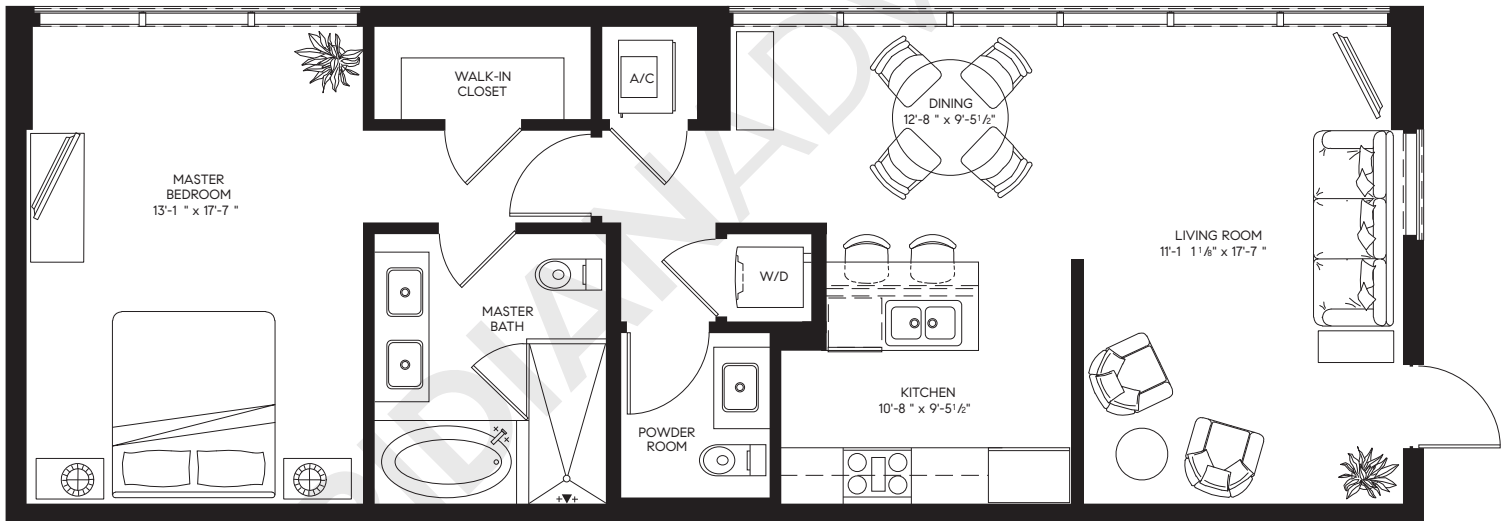 WALK-IN
CLOSET
A/C
DINING
12'-8 " x 9'-5 1/2"
MASTER
BEDROOM
13'-1 " x 17'-7 "
LIVING ROOM
11'-1 1 1/8" x 17'-7 "
W/D
MASTER
BATH
KITCHEN
10'-8 " x 9'-5 1/2"
POWDER
ROOM
RIDIANADV